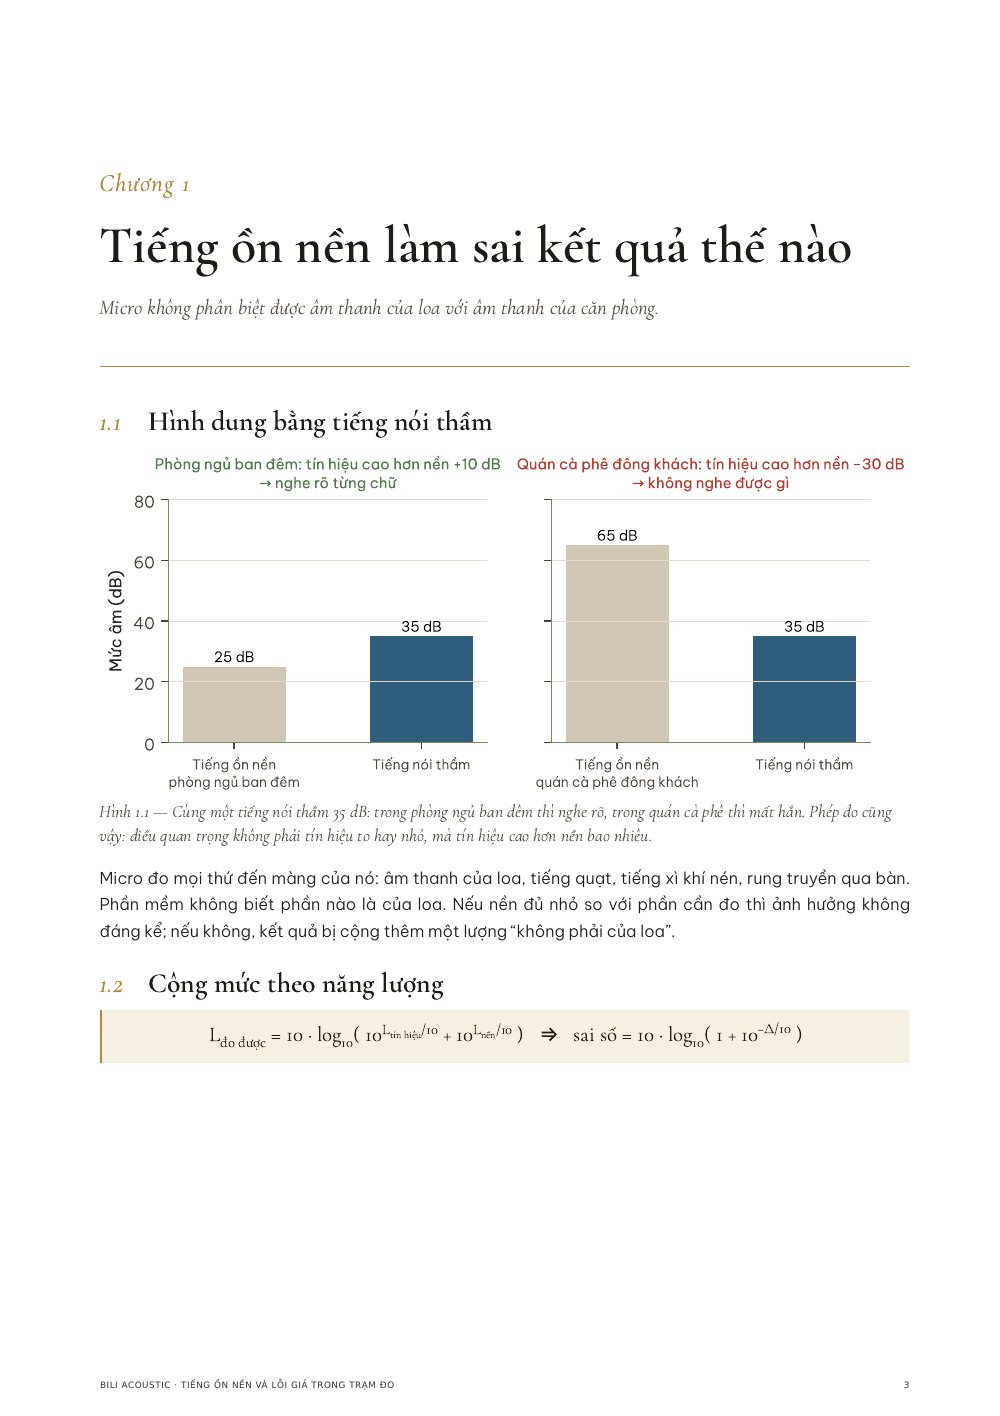 Chương 1
Tiếng ồn nền làm sai kết quả thế nào
Micro không phân biệt được âm thanh của loa với âm thanh của căn phòng.
1.1 Hình dung bằng tiếng nói thầm
Phòng ngủ ban đêm: tín hiệu cao hơn nền +10 dB
→ nghe rõ từng chữ
Quán cà phê đông khách: tín hiệu cao hơn nền −30 dB
→ không nghe được gì
Mức âm (dB)
80
60
40
20
0
25 dB
35 dB
65 dB
35 dB
Tiếng ồn nền
phòng ngủ ban đêm
Tiếng nói thầm
Tiếng ồn nền
quán cà phê đông khách
Tiếng nói thầm
Hình 1.1 — Cùng một tiếng nói thầm 35 dB: trong phòng ngủ ban đêm thì nghe rõ, trong quán cà phê thì mất hẳn. Phép đo cũng
vậy: điều quan trọng không phải tín hiệu to hay nhỏ, mà tín hiệu cao hơn nền bao nhiêu.
Micro đo mọi thứ đến màng của nó: âm thanh của loa, tiếng quạt, tiếng xì khí nén, rung truyền qua bàn.
Phần mềm không biết phần nào là của loa. Nếu nền đủ nhỏ so với phần cần đo thì ảnh hưởng không
đáng kể; nếu không, kết quả bị cộng thêm một lượng “không phải của loa”.
1.2 Cộng mức theo năng lượng
L_đo được = 10 · log₁₀( 10^(L_tín hiệu/10) + 10^(L_nền/10) ) ⇒ sai số = 10 · log₁₀( 1 + 10^(−Δ/10) )
BILI ACOUSTIC · TIẾNG ỒN NỀN VÀ LỖI GIẢ TRONG TRẠM ĐO
3